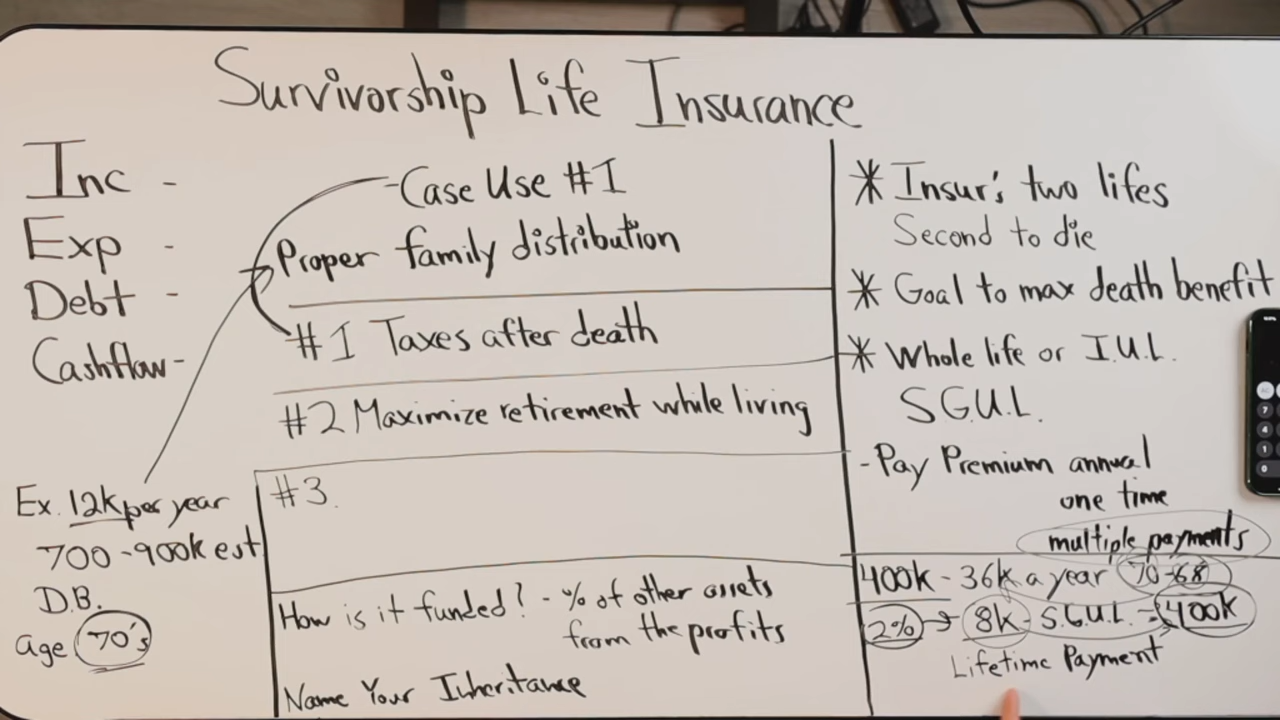 Survivorship Life Insurance
Inc -
Exp -
Debt -
Cashflow -
Ex. 12k per year
700-900k est
D.B.
Age 70's
- Case Use #1
Proper family distribution
#1 Taxes after death
#2 Maximize retirement while living
#3.
How is it funded? - % of other assets
from the profits
Name Your Inheritance
* Insur's two lifes
Second to die
* Goal to max death benefit
* Whole life or I.U.L.
S.G.U.L.
- Pay Premium annual
one time
multiple payments
400k - 36k a year 70-68
2% → 8k - S.G.U.L. = 400k
Lifetime Payment